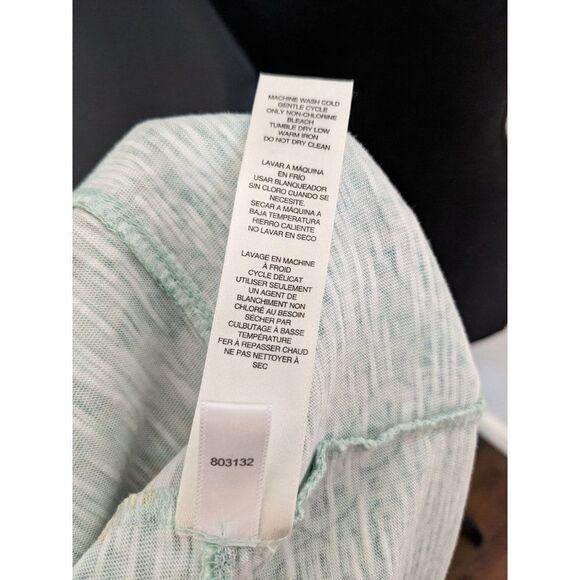 MACHINE WASH COLD
GENTLE CYCLE
ONLY NON-CHLORINE
BLEACH
TUMBLE DRY LOW
WARM IRON
DO NOT DRY CLEAN
LAVAR A MÁQUINA
EN FRÍO
USAR BLANQUEADOR
SIN CLORO CUANDO SE
NECESITE.
SECAR A MÁQUINA A
BAJA TEMPERATURA
HIERRO CALIENTE
NO LAVAR EN SECO
LAVAGE EN MACHINE
À FROID
CYCLE DÉLICAT
UTILISER SEULEMENT
UN AGENT DE
BLANCHIMENT NON
CHLORÉ AU BESOIN
SÉCHER PAR
CULBUTAGE À BASSE
TEMPÉRATURE
FER À REPASSER CHAUD
NE PAS NETTOYER À
SEC
803132